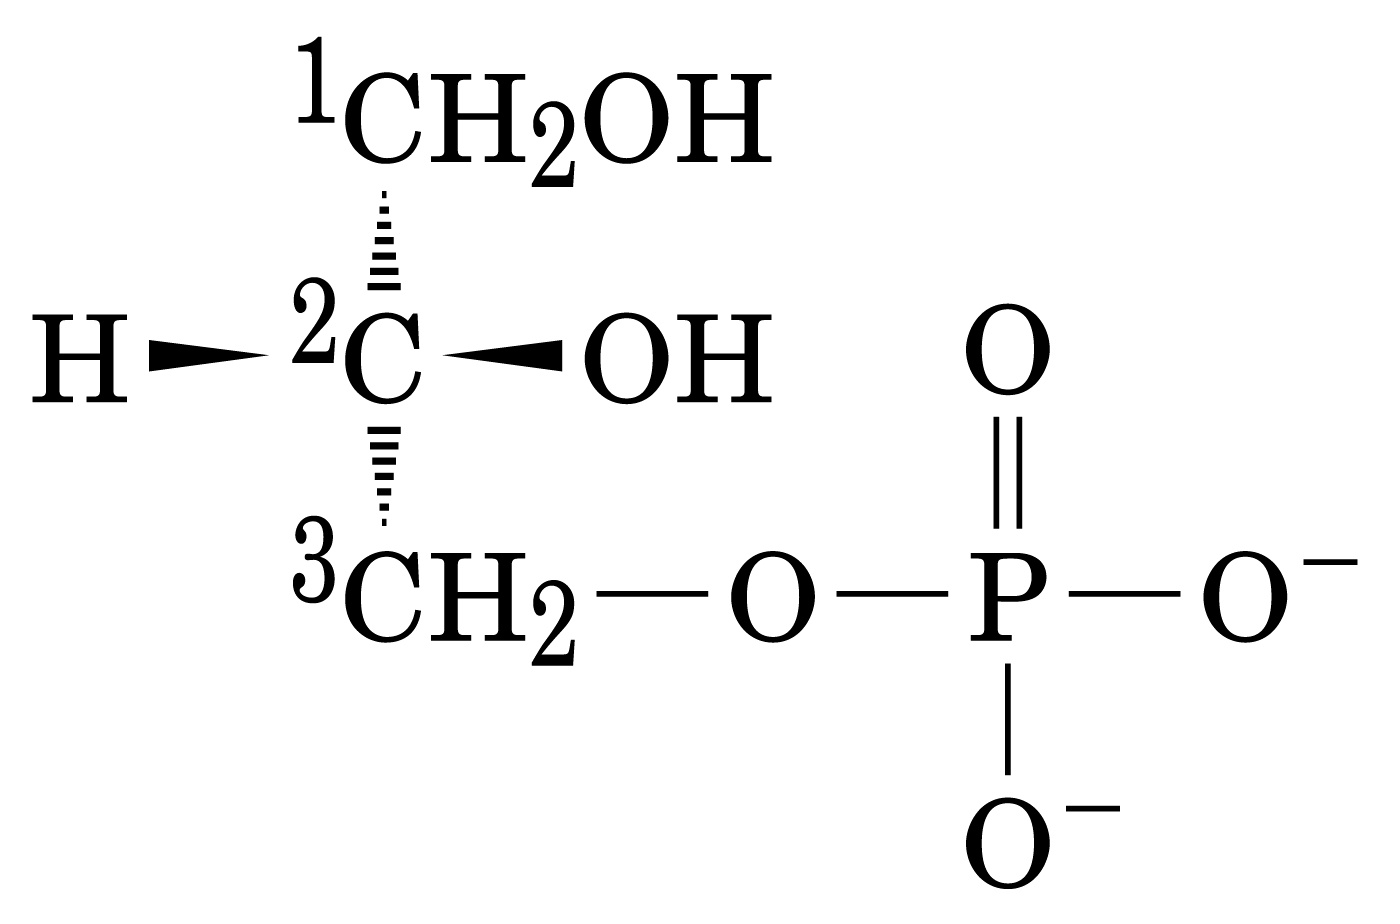 ¹CH₂OH
H ²C OH O
³CH₂ O P O⁻
O⁻